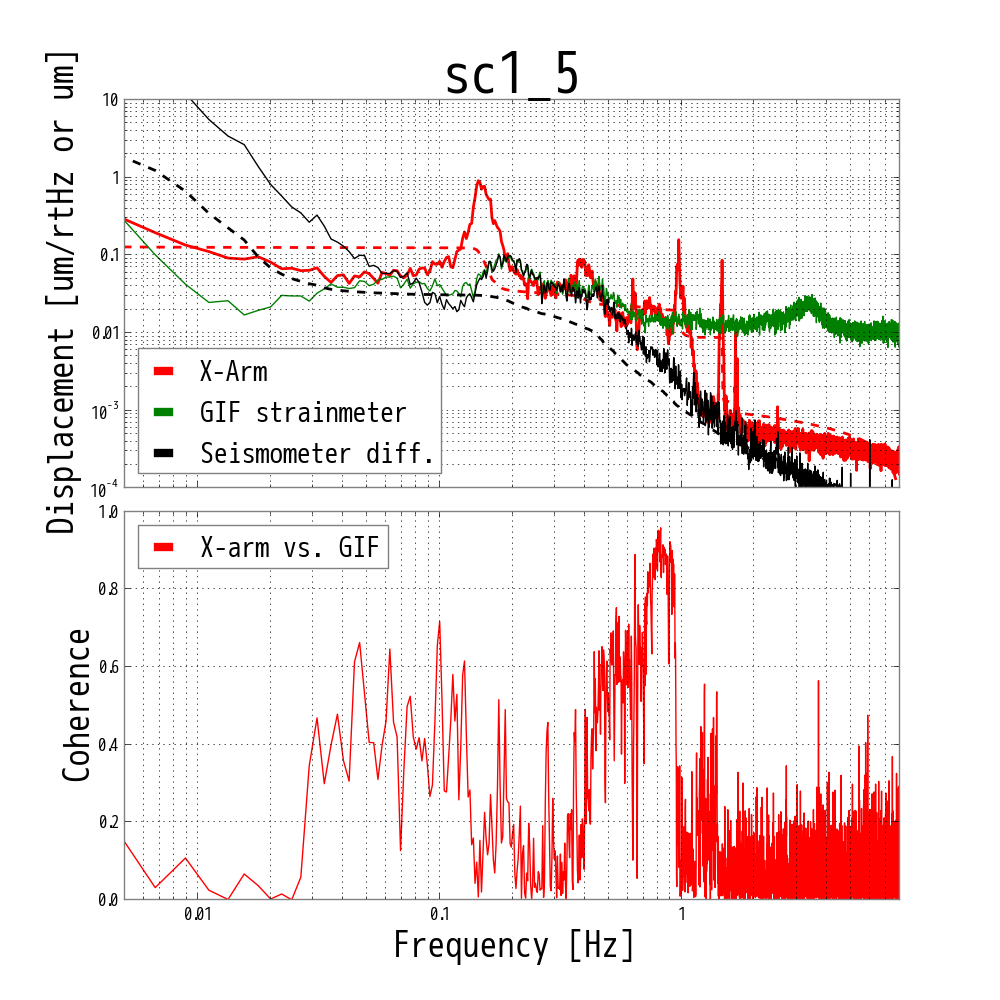 sc1_5
Displacement [um/rtHz or um]
10
1
0.1
0.01
10^-3
10^-4
X-Arm
GIF strainmeter
Seismometer diff.
Coherence
1.0
0.8
0.6
0.4
0.2
0.0
X-arm vs. GIF
0.01
0.1
1
Frequency [Hz]